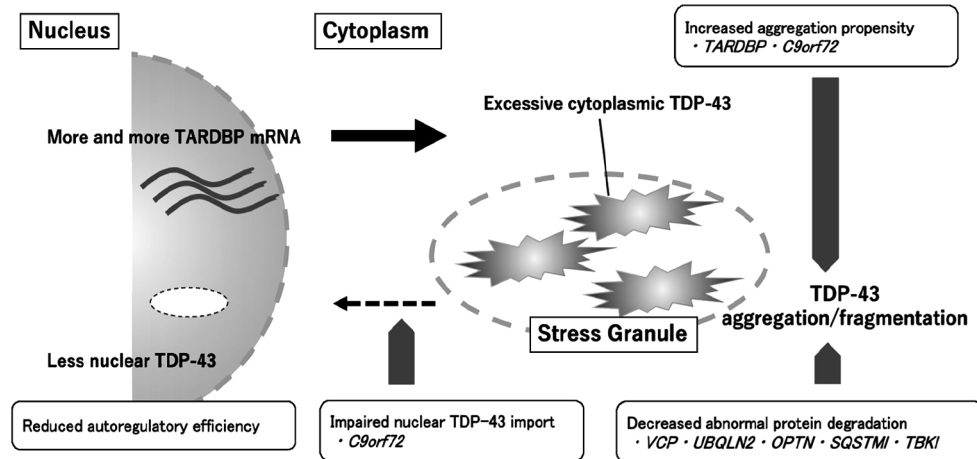 Nucleus
Cytoplasm
Increased aggregation propensity
・TARDBP・C9orf72
Excessive cytoplasmic TDP-43
More and more TARDBP mRNA
TDP-43
aggregation/fragmentation
Stress Granule
Less nuclear TDP-43
Reduced autoregulatory efficiency
Impaired nuclear TDP-43 import
・C9orf72
Decreased abnormal protein degradation
・VCP・UBQLN2・OPTN・SQSTMI・TBKI